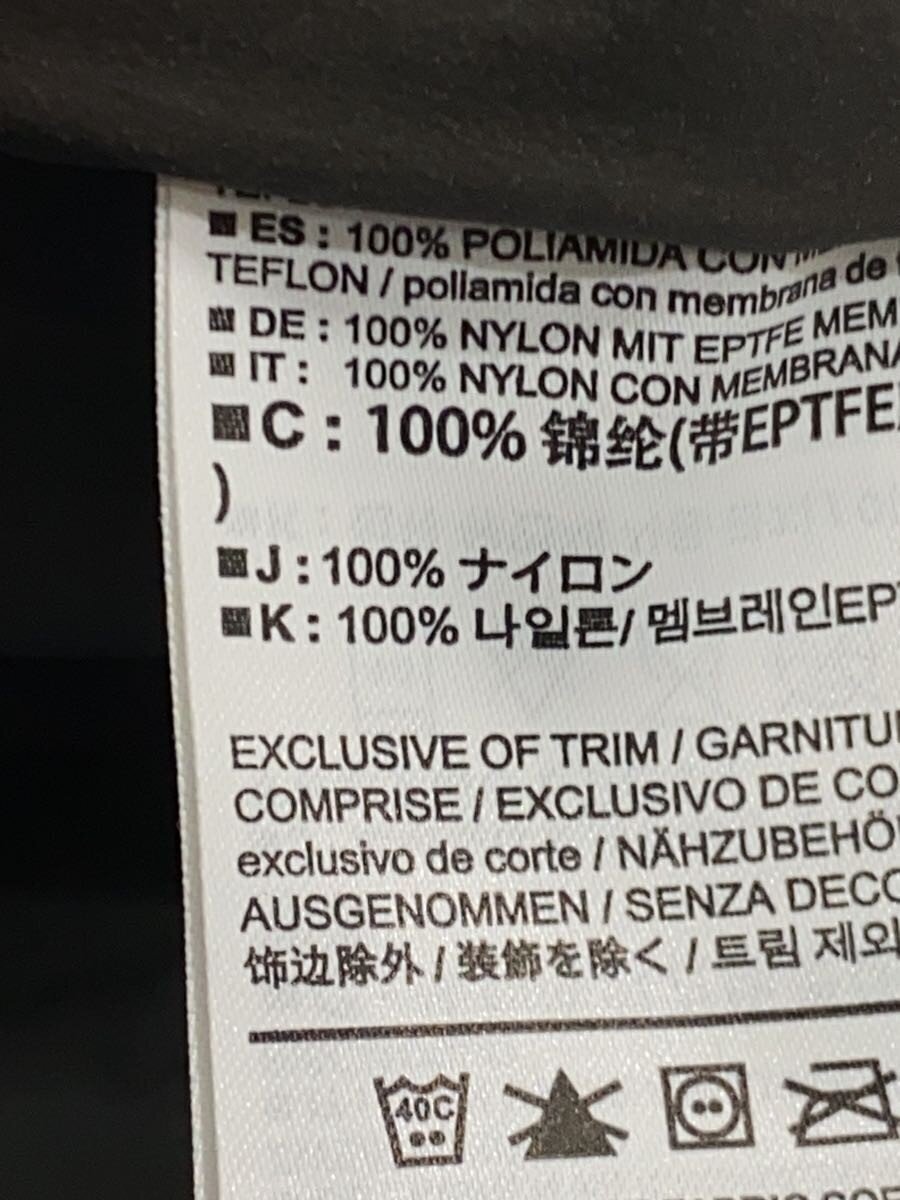 ES : 100% POLIAMIDA CON
TEFLON / poliamida con membrana de
DE : 100% NYLON MIT EPTFE MEM
IT : 100% NYLON CON MEMBRANA
C : 100% 锦纶(带EPTFE
)
J : 100% ナイロン
K : 100% 나일론/ 멤브레인EPT
EXCLUSIVE OF TRIM / GARNITU
COMPRISE / EXCLUSIVO DE CO
exclusivo de corte / NÄHZUBEHÖ
AUSGENOMMEN / SENZA DECO
饰边除外 / 装飾を除く / 트림 제외
40C